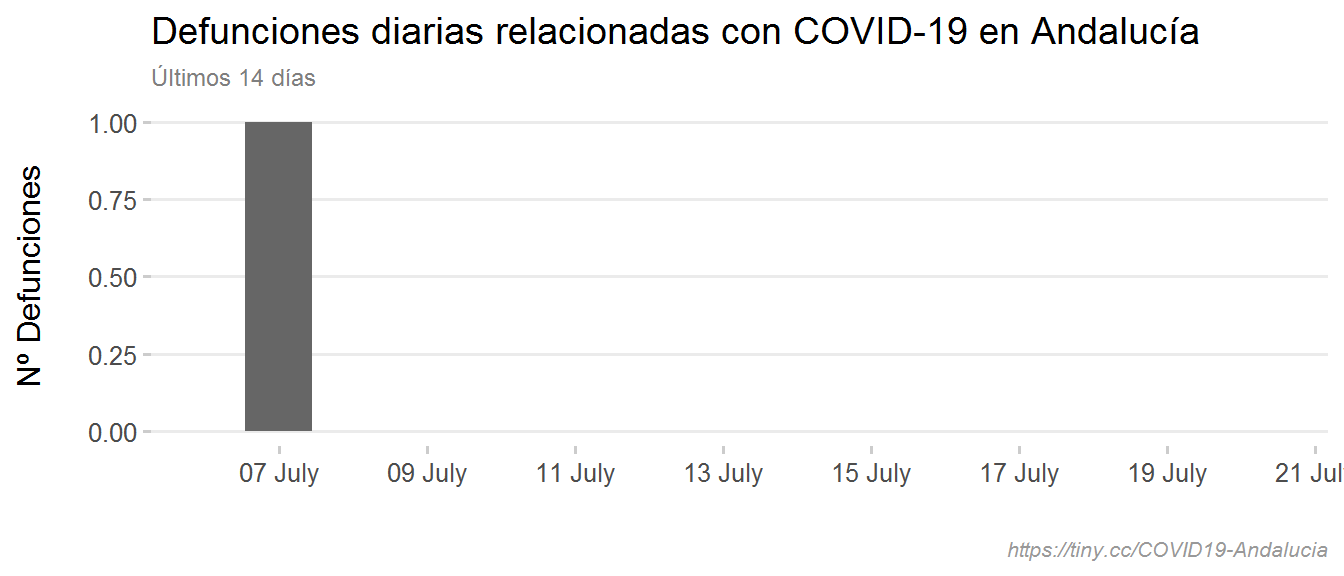 Defunciones diarias relacionadas con COVID-19 en Andalucía
Últimos 14 días
Nº Defunciones
1.00
0.75
0.50
0.25
0.00
07 July 09 July 11 July 13 July 15 July 17 July 19 July 21 Jul
https://tiny.cc/COVID19-Andalucia